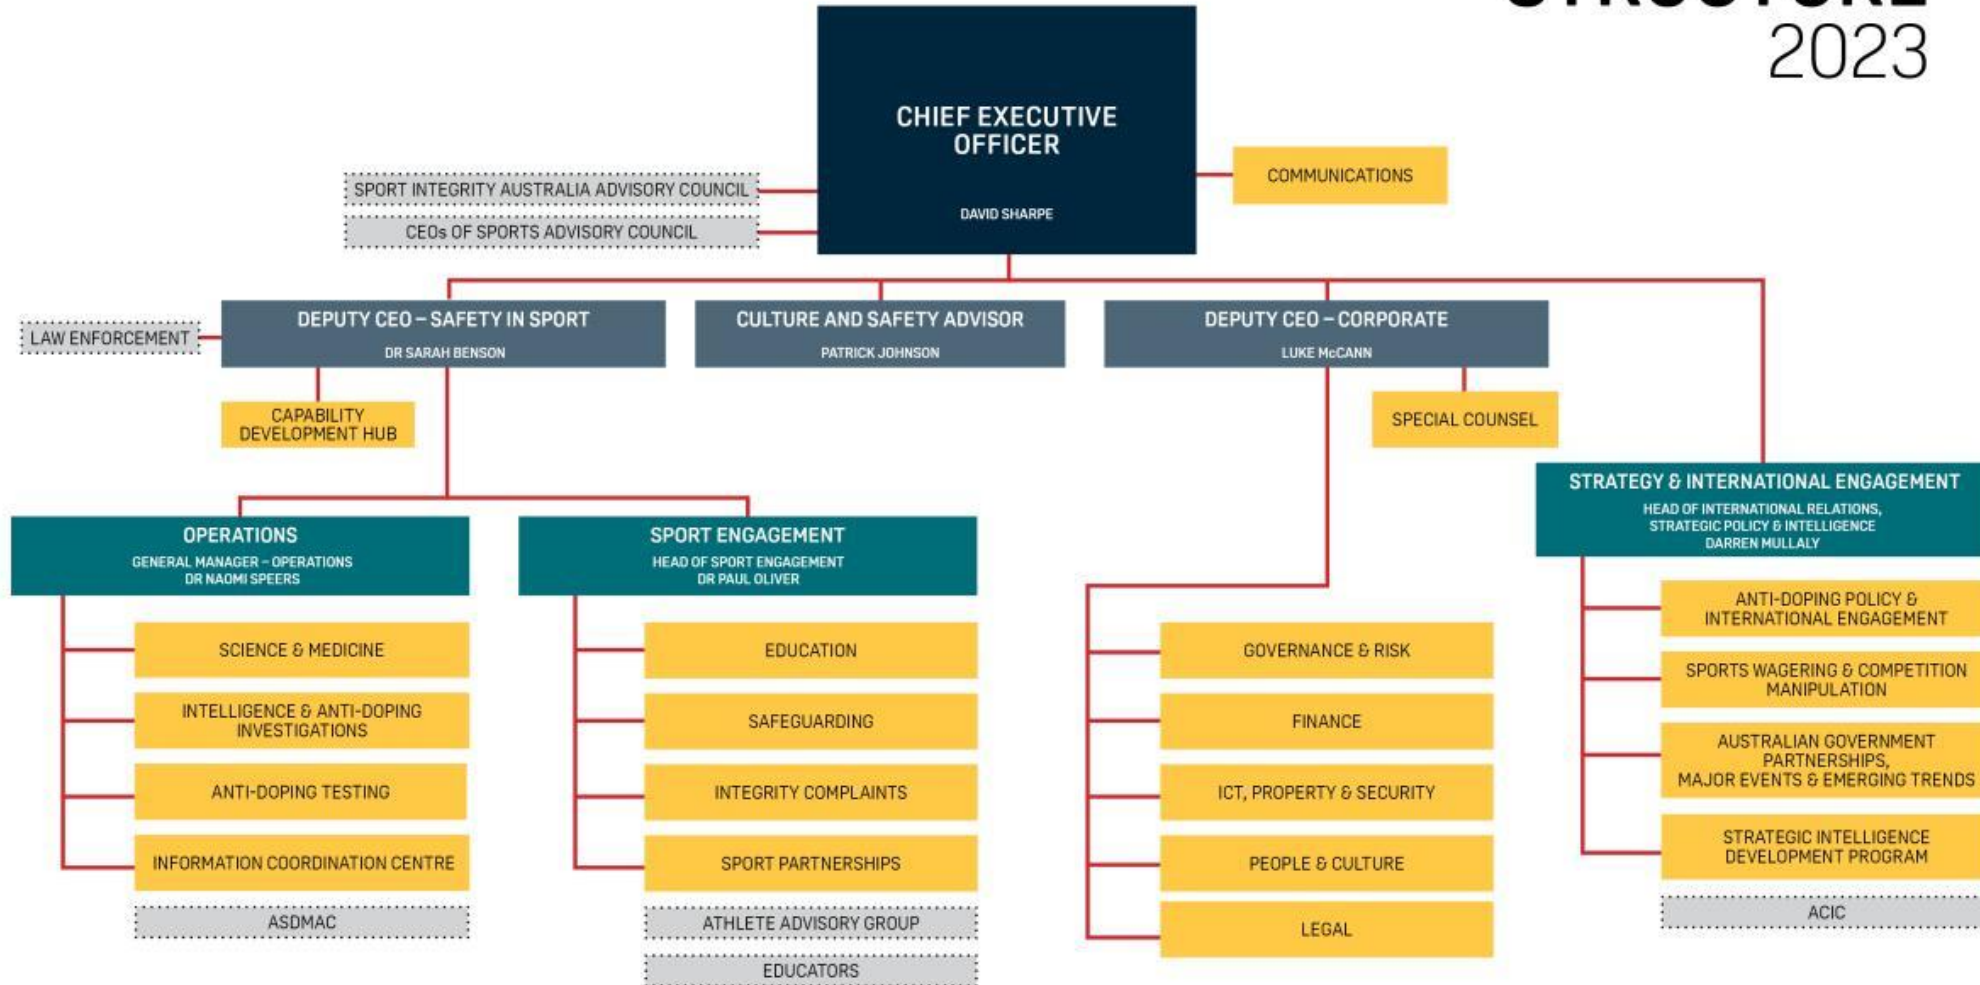 2023
CHIEF EXECUTIVE
OFFICER
DAVID SHARPE
SPORT INTEGRITY AUSTRALIA ADVISORY COUNCIL
CEOs OF SPORTS ADVISORY COUNCIL
COMMUNICATIONS
LAW ENFORCEMENT
DEPUTY CEO – SAFETY IN SPORT
DR SARAH BENSON
CULTURE AND SAFETY ADVISOR
PATRICK JOHNSON
DEPUTY CEO – CORPORATE
LUKE McCANN
CAPABILITY
DEVELOPMENT HUB
SPECIAL COUNSEL
OPERATIONS
GENERAL MANAGER – OPERATIONS
DR NAOMI SPEERS
SPORT ENGAGEMENT
HEAD OF SPORT ENGAGEMENT
DR PAUL OLIVER
STRATEGY & INTERNATIONAL ENGAGEMENT
HEAD OF INTERNATIONAL RELATIONS,
STRATEGIC POLICY & INTELLIGENCE
DARREN MULLALY
SCIENCE & MEDICINE
INTELLIGENCE & ANTI-DOPING
INVESTIGATIONS
ANTI-DOPING TESTING
INFORMATION COORDINATION CENTRE
ASDMAC
EDUCATION
SAFEGUARDING
INTEGRITY COMPLAINTS
SPORT PARTNERSHIPS
ATHLETE ADVISORY GROUP
EDUCATORS
GOVERNANCE & RISK
FINANCE
ICT, PROPERTY & SECURITY
PEOPLE & CULTURE
LEGAL
ANTI-DOPING POLICY &
INTERNATIONAL ENGAGEMENT
SPORTS WAGERING & COMPETITION
MANIPULATION
AUSTRALIAN GOVERNMENT
PARTNERSHIPS,
MAJOR EVENTS & EMERGING TRENDS
STRATEGIC INTELLIGENCE
DEVELOPMENT PROGRAM
ACIC